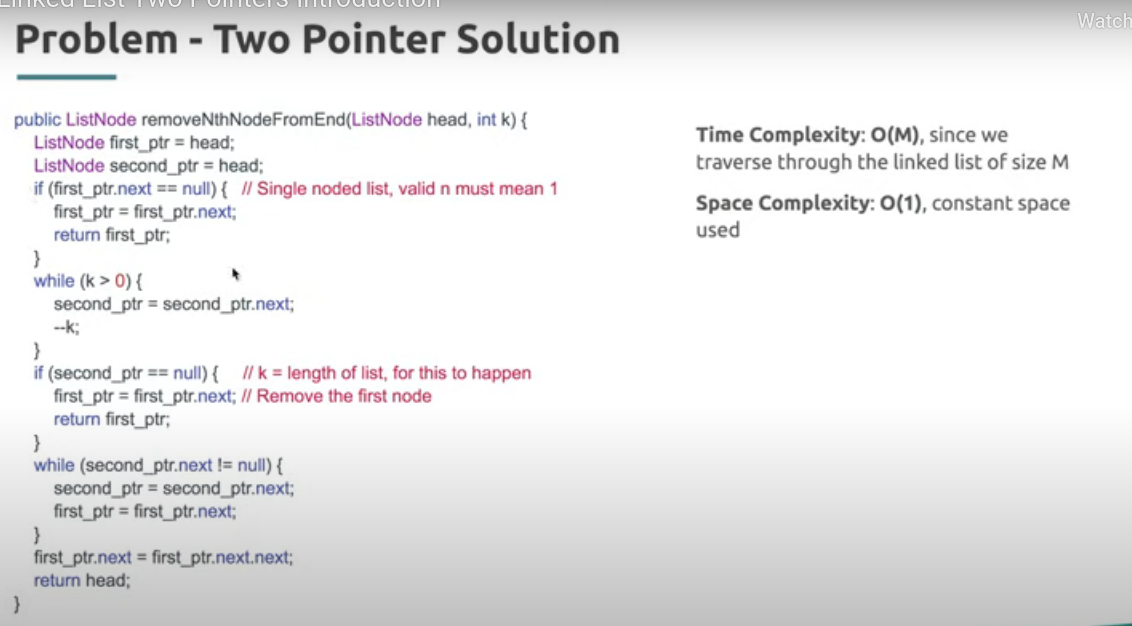 Linked List Two Pointers Introduction
Watch
Problem - Two Pointer Solution
public ListNode removeNthNodeFromEnd(ListNode head, int k) {
ListNode first_ptr = head;
ListNode second_ptr = head;
if (first_ptr.next == null) { // Single noded list, valid n must mean 1
first_ptr = first_ptr.next;
return first_ptr;
}
while (k > 0) {
second_ptr = second_ptr.next;
--k;
}
if (second_ptr == null) { // k = length of list, for this to happen
first_ptr = first_ptr.next; // Remove the first node
return first_ptr;
}
while (second_ptr.next != null) {
second_ptr = second_ptr.next;
first_ptr = first_ptr.next;
}
first_ptr.next = first_ptr.next.next;
return head;
}
Time Complexity: O(M), since we
traverse through the linked list of size M
Space Complexity: O(1), constant space
used